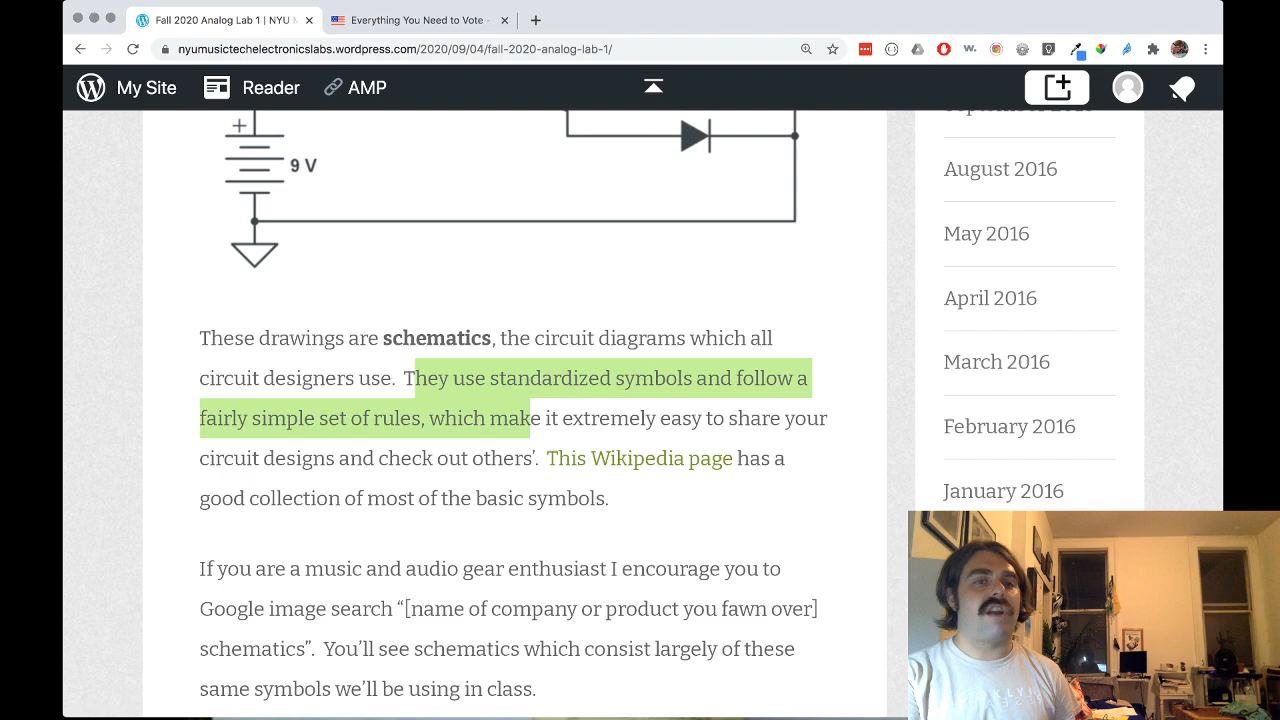 Fall 2020 Analog Lab 1 | NYU M
Everything You Need to Vote -
nyumusictechelectronicslabs.wordpress.com/2020/09/04/fall-2020-analog-lab-1/
My Site
Reader
AMP
+
9 V
These drawings are schematics, the circuit diagrams which all
circuit designers use. They use standardized symbols and follow a
fairly simple set of rules, which make it extremely easy to share your
circuit designs and check out others’. This Wikipedia page has a
good collection of most of the basic symbols.
If you are a music and audio gear enthusiast I encourage you to
Google image search “[name of company or product you fawn over]
schematics”. You’ll see schematics which consist largely of these
same symbols we’ll be using in class.
September 2016
August 2016
May 2016
April 2016
March 2016
February 2016
January 2016